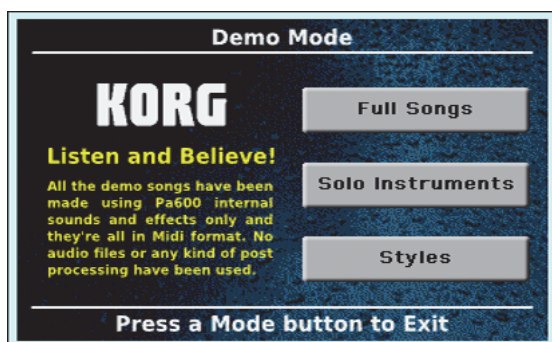 Demo Mode
KORG
Listen and Believe!
All the demo songs have been
made using Pa600 internal
sounds and effects only and
they're all in Midi format. No
audio files or any kind of post
processing have been used.
Full Songs
Solo Instruments
Styles
Press a Mode button to Exit